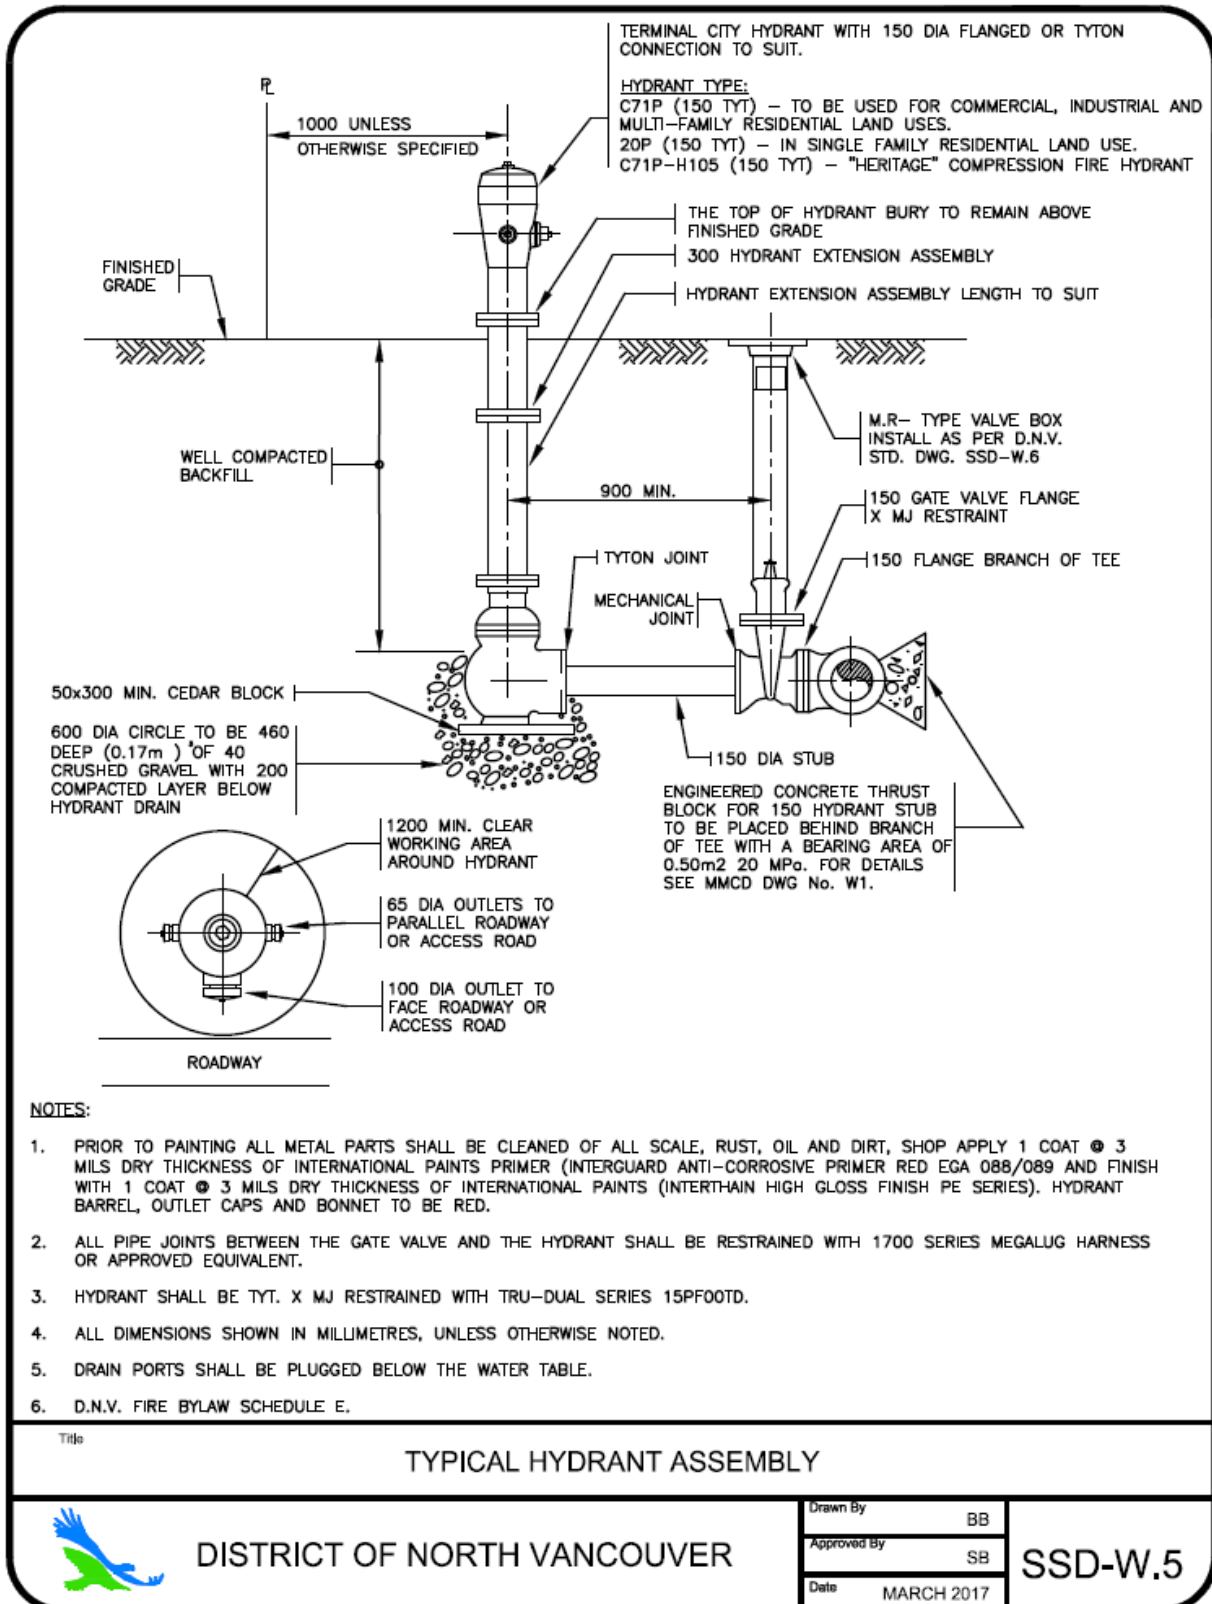 TERMINAL CITY HYDRANT WITH 150 DIA FLANGED OR TYTON
CONNECTION TO SUIT.
HYDRANT TYPE:
C71P (150 TYT) – TO BE USED FOR COMMERCIAL, INDUSTRIAL AND
MULTI–FAMILY RESIDENTIAL LAND USES.
20P (150 TYT) – IN SINGLE FAMILY RESIDENTIAL LAND USE.
C71P–H105 (150 TYT) – "HERITAGE" COMPRESSION FIRE HYDRANT
PL
1000 UNLESS
OTHERWISE SPECIFIED
THE TOP OF HYDRANT BURY TO REMAIN ABOVE
FINISHED GRADE
300 HYDRANT EXTENSION ASSEMBLY
FINISHED
GRADE
HYDRANT EXTENSION ASSEMBLY LENGTH TO SUIT
M.R– TYPE VALVE BOX
INSTALL AS PER D.N.V.
STD. DWG. SSD–W.6
WELL COMPACTED
BACKFILL
900 MIN.
150 GATE VALVE FLANGE
X MJ RESTRAINT
TYTON JOINT
150 FLANGE BRANCH OF TEE
MECHANICAL
JOINT
50x300 MIN. CEDAR BLOCK
600 DIA CIRCLE TO BE 460
DEEP (0.17m )³OF 40
CRUSHED GRAVEL WITH 200
COMPACTED LAYER BELOW
HYDRANT DRAIN
150 DIA STUB
ENGINEERED CONCRETE THRUST
BLOCK FOR 150 HYDRANT STUB
TO BE PLACED BEHIND BRANCH
OF TEE WITH A BEARING AREA OF
0.50m2 20 MPa. FOR DETAILS
SEE MMCD DWG No. W1.
1200 MIN. CLEAR
WORKING AREA
AROUND HYDRANT
65 DIA OUTLETS TO
PARALLEL ROADWAY
OR ACCESS ROAD
100 DIA OUTLET TO
FACE ROADWAY OR
ACCESS ROAD
ROADWAY
NOTES:
1. PRIOR TO PAINTING ALL METAL PARTS SHALL BE CLEANED OF ALL SCALE, RUST, OIL AND DIRT, SHOP APPLY 1 COAT @ 3
MILS DRY THICKNESS OF INTERNATIONAL PAINTS PRIMER (INTERGUARD ANTI–CORROSIVE PRIMER RED EGA 088/089 AND FINISH
WITH 1 COAT @ 3 MILS DRY THICKNESS OF INTERNATIONAL PAINTS (INTERTHAIN HIGH GLOSS FINISH PE SERIES). HYDRANT
BARREL, OUTLET CAPS AND BONNET TO BE RED.
2. ALL PIPE JOINTS BETWEEN THE GATE VALVE AND THE HYDRANT SHALL BE RESTRAINED WITH 1700 SERIES MEGALUG HARNESS
OR APPROVED EQUIVALENT.
3. HYDRANT SHALL BE TYT. X MJ RESTRAINED WITH TRU–DUAL SERIES 15PF00TD.
4. ALL DIMENSIONS SHOWN IN MILLIMETRES, UNLESS OTHERWISE NOTED.
5. DRAIN PORTS SHALL BE PLUGGED BELOW THE WATER TABLE.
6. D.N.V. FIRE BYLAW SCHEDULE E.
Title
TYPICAL HYDRANT ASSEMBLY
DISTRICT OF NORTH VANCOUVER
Drawn By BB
Approved By SB
Date MARCH 2017
SSD-W.5